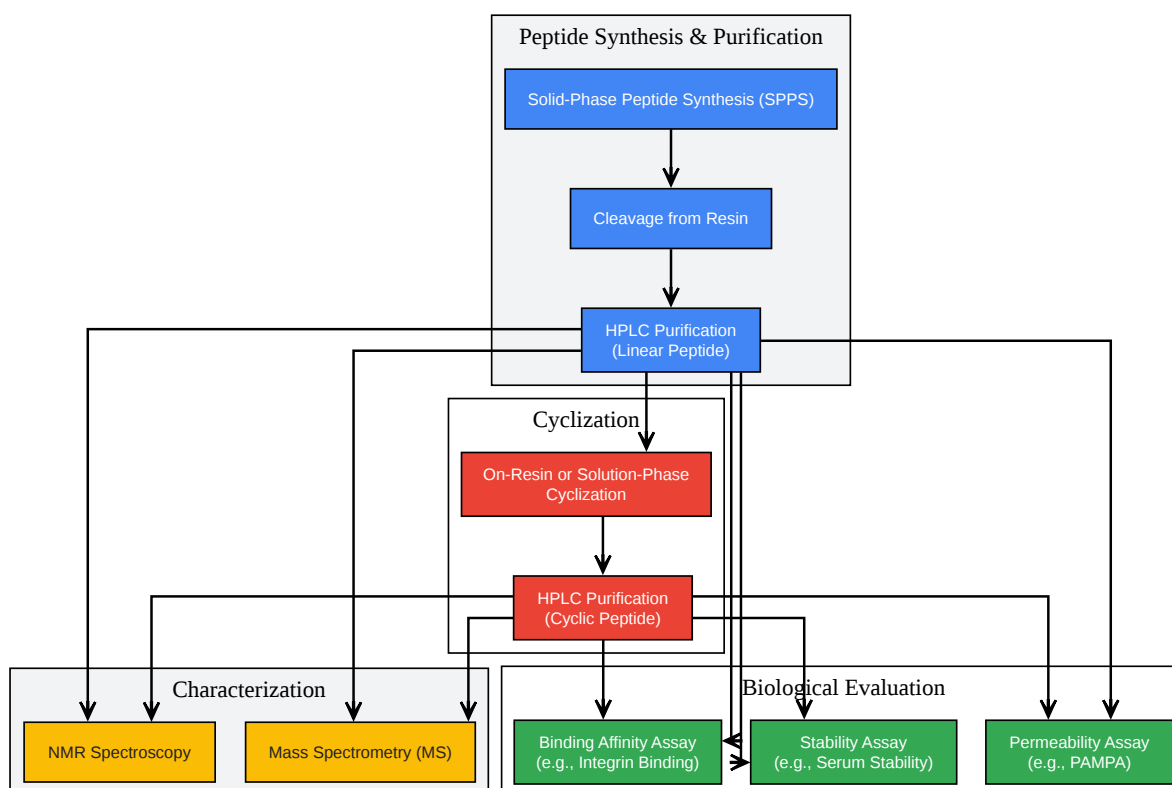 Peptide Synthesis & Purification
Solid-Phase Peptide Synthesis (SPPS)
Cleavage from Resin
HPLC Purification
(Linear Peptide)
Cyclization
On-Resin or Solution-Phase
Cyclization
HPLC Purification
(Cyclic Peptide)
Characterization
NMR Spectroscopy
Mass Spectrometry (MS)
Biological Evaluation
Binding Affinity Assay
(e.g., Integrin Binding)
Stability Assay
(e.g., Serum Stability)
Permeability Assay
(e.g., PAMPA)